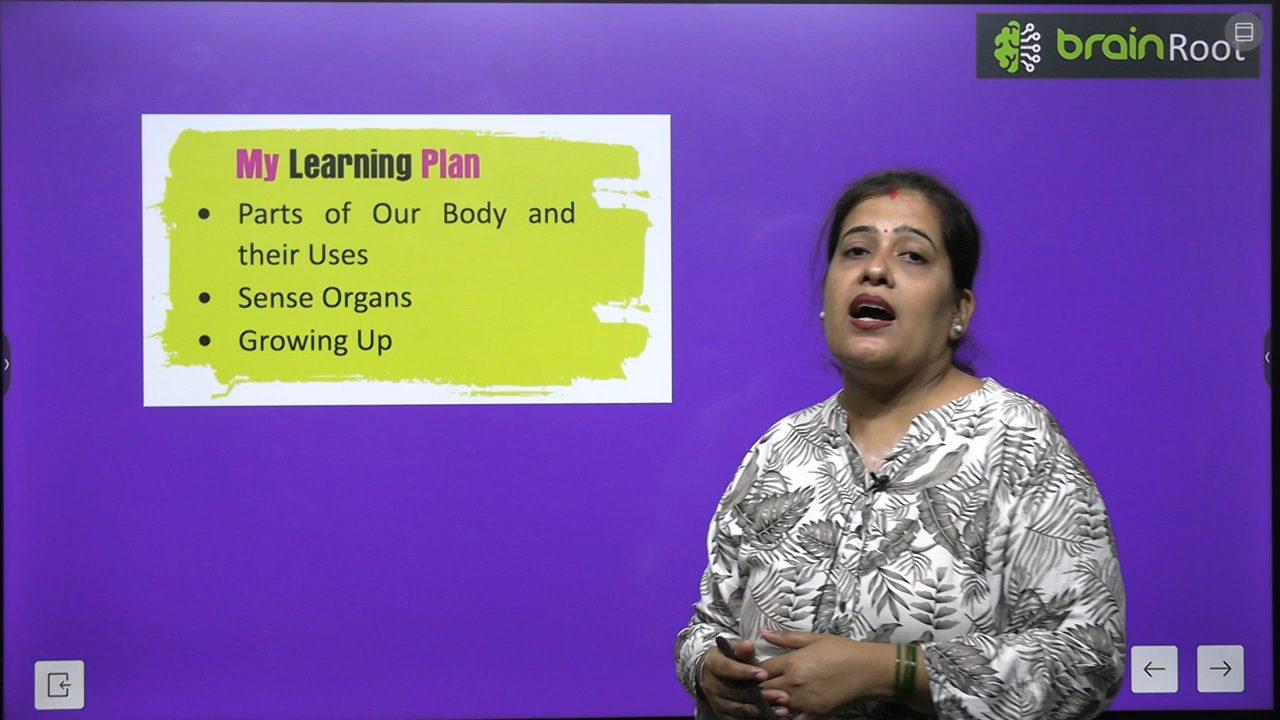 brainRoot
My Learning Plan
• Parts of Our Body and
their Uses
• Sense Organs
• Growing Up